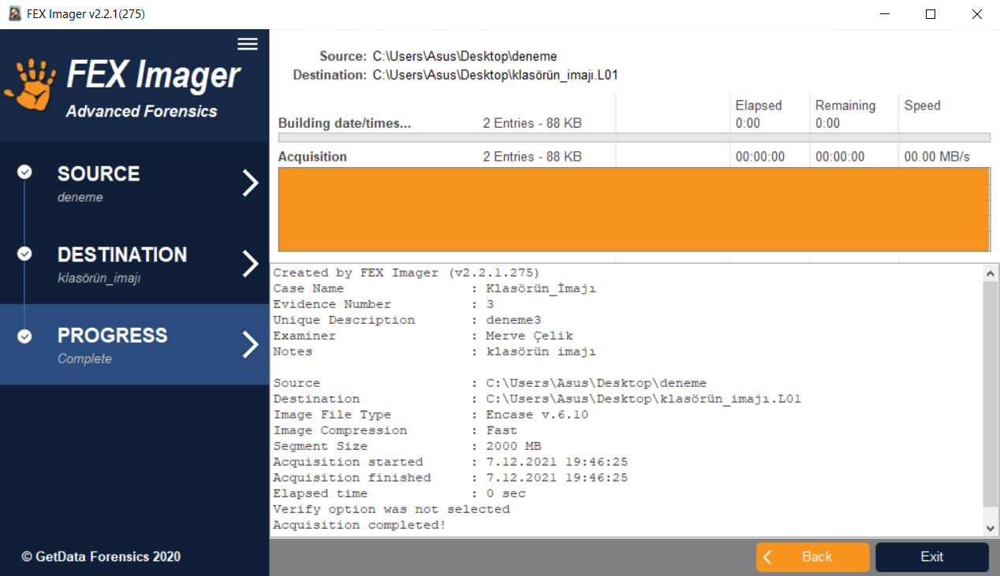 FEX Imager v2.2.1(275)
FEX Imager
Advanced Forensics
SOURCE
deneme
DESTINATION
klasörün_imajı
PROGRESS
Complete
© GetData Forensics 2020
Source: C:\Users\Asus\Desktop\deneme
Destination: C:\Users\Asus\Desktop\klasörün_imajı.L01
Elapsed Remaining Speed
Building date/times... 2 Entries - 88 KB 0:00 0:00
Acquisition 2 Entries - 88 KB 00:00:00 00:00:00 00.00 MB/s
Created by FEX Imager (v2.2.1.275)
Case Name : Klasörün_İmajı
Evidence Number : 3
Unique Description : deneme3
Examiner : Merve Çelik
Notes : klasörün imajı
Source : C:\Users\Asus\Desktop\deneme
Destination : C:\Users\Asus\Desktop\klasörün_imajı.L01
Image File Type : Encase v.6.10
Image Compression : Fast
Segment Size : 2000 MB
Acquisition started : 7.12.2021 19:46:25
Acquisition finished : 7.12.2021 19:46:25
Elapsed time : 0 sec
Verify option was not selected
Acquisition completed!
Back Exit